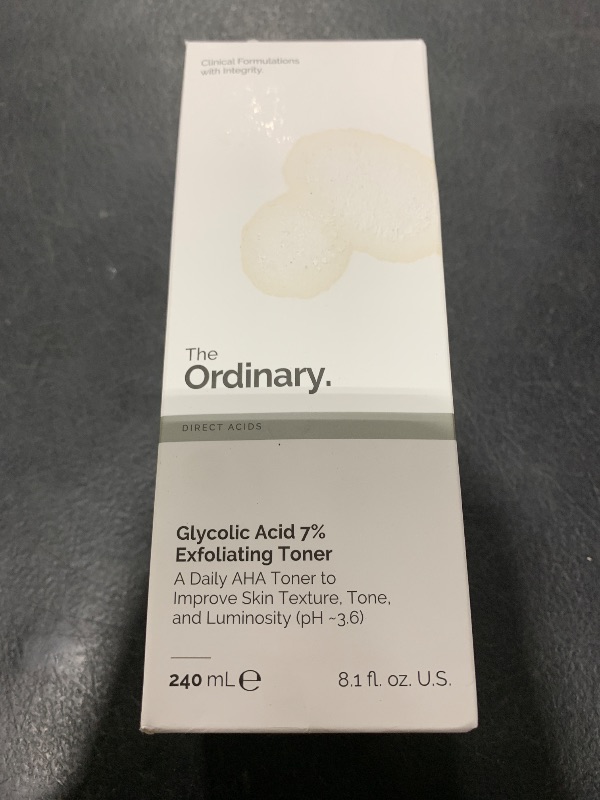 Clinical Formulations
with Integrity.
The
Ordinary.
DIRECT ACIDS
Glycolic Acid 7%
Exfoliating Toner
A Daily AHA Toner to
Improve Skin Texture, Tone,
and Luminosity (pH ~3.6)
240 mL ℮ 8.1 fl. oz. U.S.